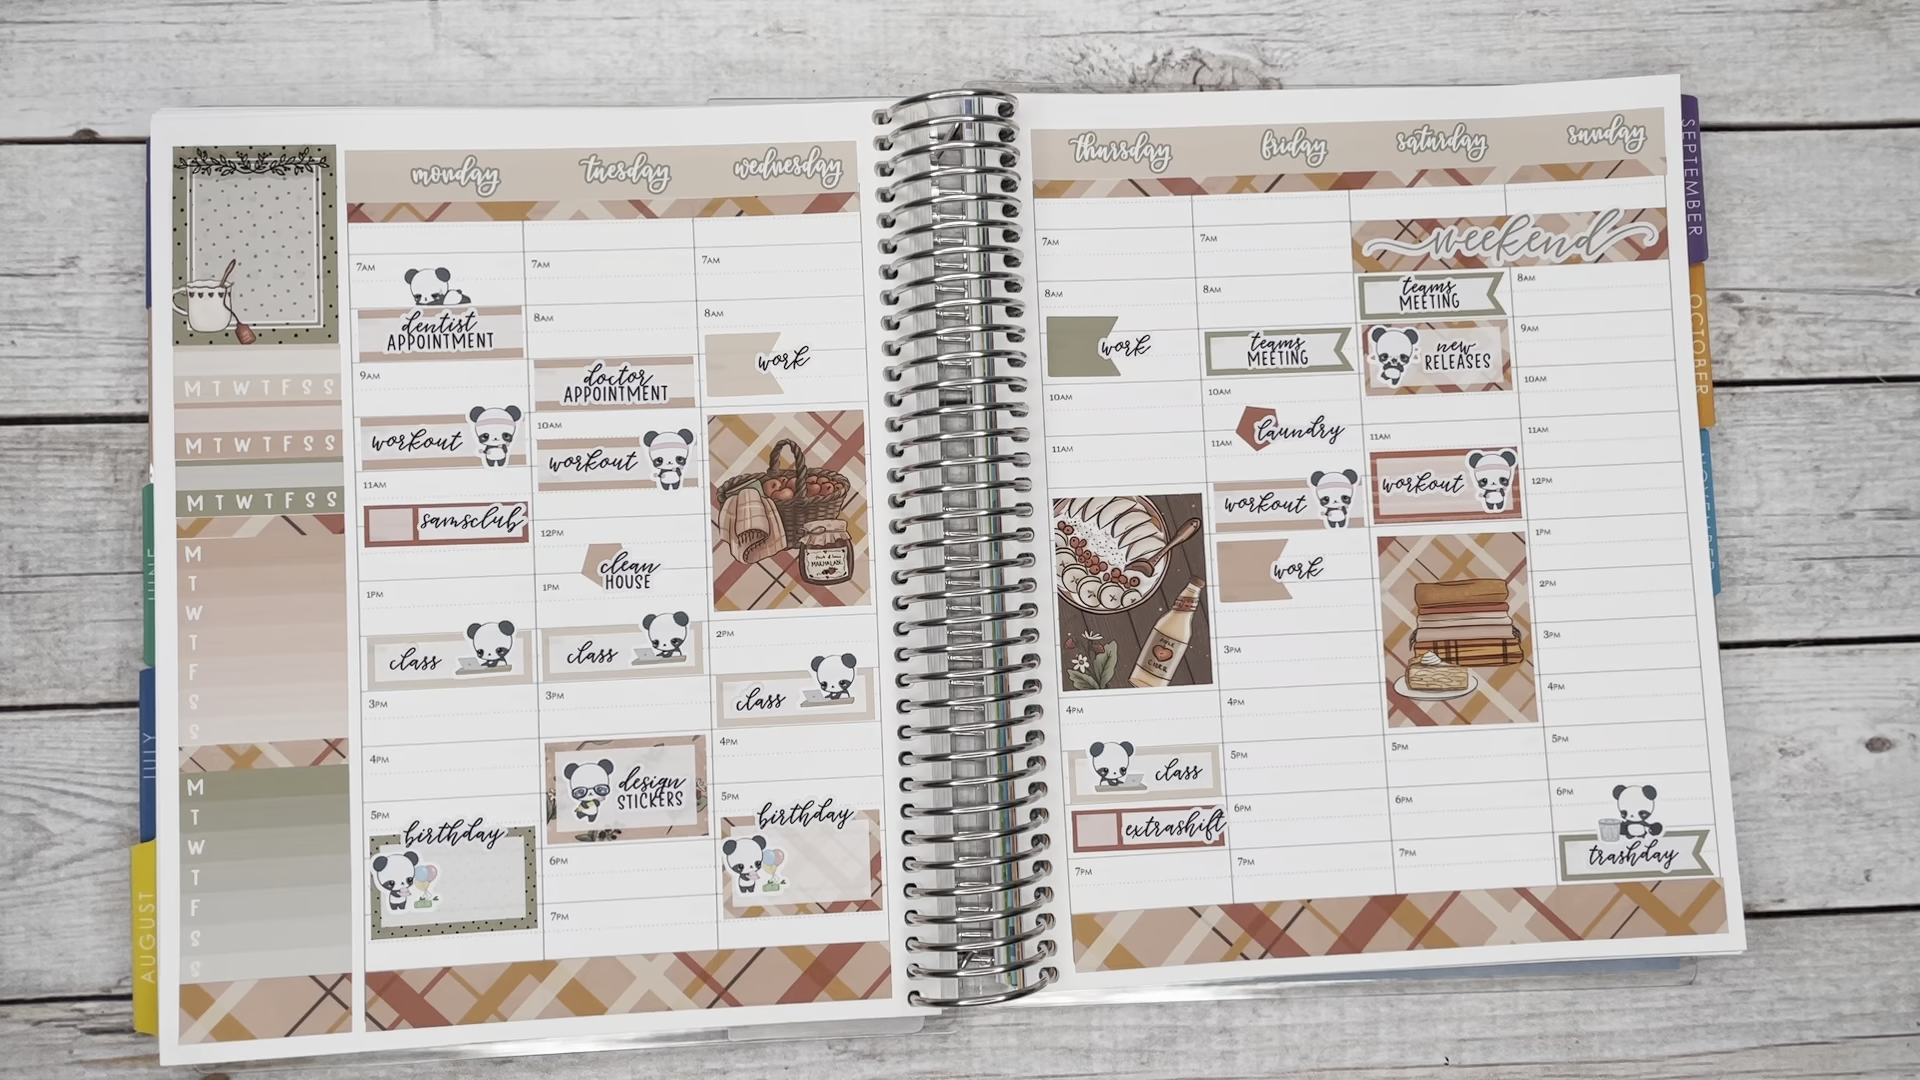 monday
tuesday
wednesday
M T W T F S S
M T W T F S S
M T W T F S S
M
T
W
T
F
S
S
M
T
W
T
F
S
S
7AM
dentist
APPOINTMENT
9AM
workout
11AM
samsclub
1PM
class
3PM
4PM
5PM
birthday
7AM
8AM
doctor
APPOINTMENT
10AM
workout
12PM
clean
HOUSE
1PM
class
3PM
design
STICKERS
6PM
7PM
7AM
8AM
work
MARMALADE
2PM
class
4PM
5PM
birthday
thursday
friday
saturday
sunday
7AM
8AM
work
10AM
11AM
4PM
class
extrashift
7PM
7AM
8AM
teams
MEETING
10AM
11AM
laundry
workout
work
3PM
4PM
5PM
6PM
7PM
weekend
teams
MEETING
new
RELEASES
11AM
workout
5PM
6PM
7PM
8AM
9AM
10AM
11AM
12PM
1PM
2PM
3PM
4PM
5PM
6PM
trashday
JUNE
JULY
AUGUST
SEPTEMBER
OCTOBER
NOVEMBER